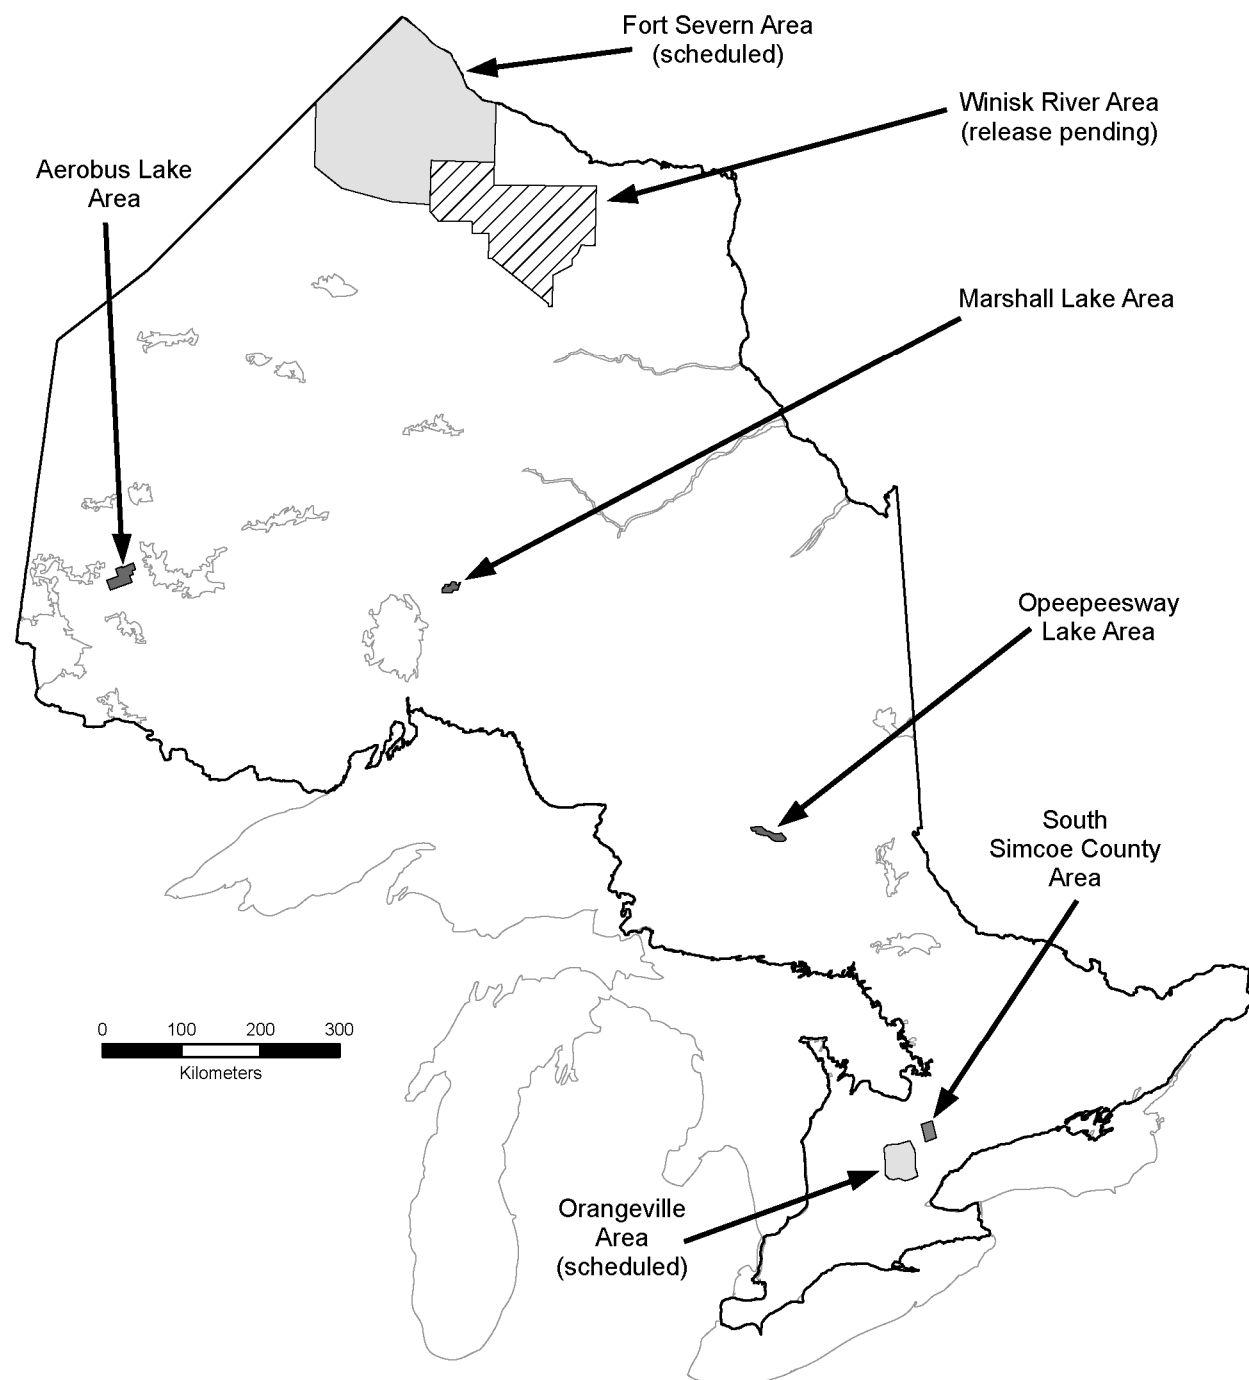 Fort Severn Area
(scheduled)
Winisk River Area
(release pending)
Aerobus Lake
Area
Marshall Lake Area
Opeepeesway
Lake Area
South
Simcoe County
Area
0 100 200 300
Kilometers
Orangeville
Area
(scheduled)